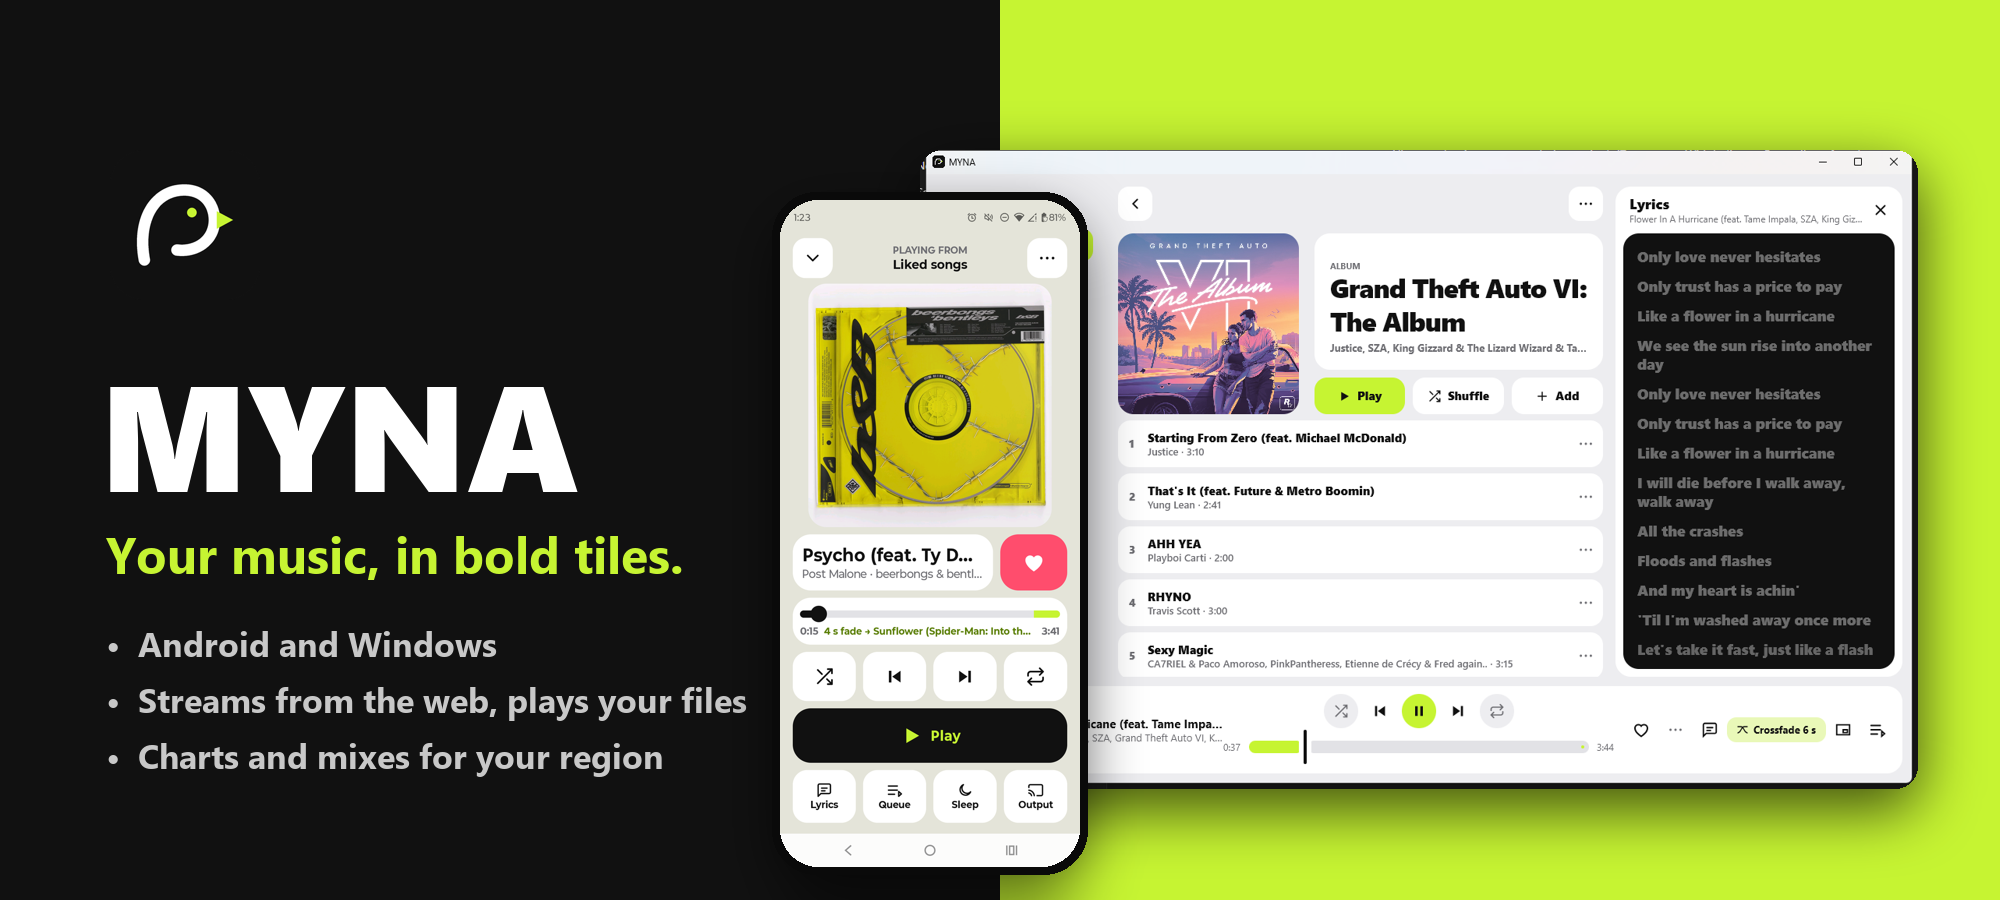 MYNA
Your music, in bold tiles.
• Android and Windows
• Streams from the web, plays your files
• Charts and mixes for your region
1:23
81%
PLAYING FROM
Liked songs
beerbongs
bentleys
Psycho (feat. Ty D...
Post Malone · beerbongs & bentl...
0:15 4 s fade → Sunflower (Spider-Man: Into th... 3:41
Play
Lyrics Queue Sleep Output
MYNA
GRAND THEFT AUTO
VI
The Album
ALBUM
Grand Theft Auto VI:
The Album
Justice, SZA, King Gizzard & The Lizard Wizard & Ta...
Play Shuffle Add
1 Starting From Zero (feat. Michael McDonald)
Justice · 3:10
2 That's It (feat. Future & Metro Boomin)
Yung Lean · 2:41
3 AHH YEA
Playboi Carti · 2:00
4 RHYNO
Travis Scott · 3:00
5 Sexy Magic
CA7RIEL & Paco Amoroso, PinkPantheress, Etienne de Crécy & Fred again.. · 3:15
Lyrics
Flower In A Hurricane (feat. Tame Impala, SZA, King Giz...
Only love never hesitates
Only trust has a price to pay
Like a flower in a hurricane
We see the sun rise into another
day
Only love never hesitates
Only trust has a price to pay
Like a flower in a hurricane
I will die before I walk away,
walk away
All the crashes
Floods and flashes
And my heart is achin'
'Til I'm washed away once more
Let's take it fast, just like a flash
icane (feat. Tame Impa...
, SZA, Grand Theft Auto VI, K...
0:37 3:44
Crossfade 6 s